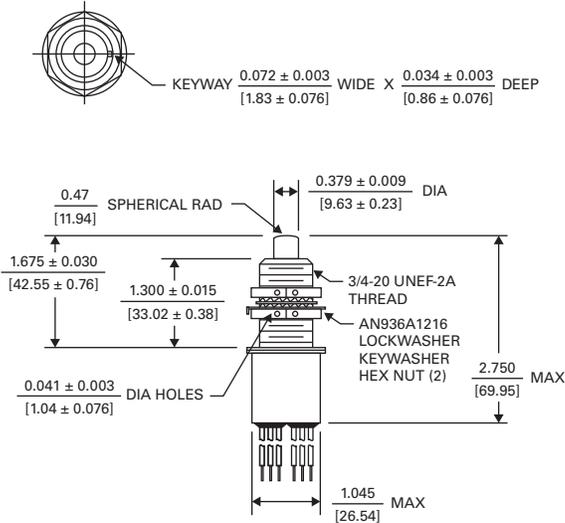 KEYWAY 0.072 ± 0.003 WIDE X 0.034 ± 0.003 DEEP
[1.83 ± 0.076] [0.86 ± 0.076]
0.379 ± 0.009 DIA
[9.63 ± 0.23]
0.47 SPHERICAL RAD
[11.94]
1.675 ± 0.030
[42.55 ± 0.76]
1.300 ± 0.015
[33.02 ± 0.38]
3/4-20 UNEF-2A
THREAD
AN936A1216
LOCKWASHER
KEYWASHER
HEX NUT (2)
2.750 MAX
[69.95]
0.041 ± 0.003 DIA HOLES
[1.04 ± 0.076]
1.045 MAX
[26.54]